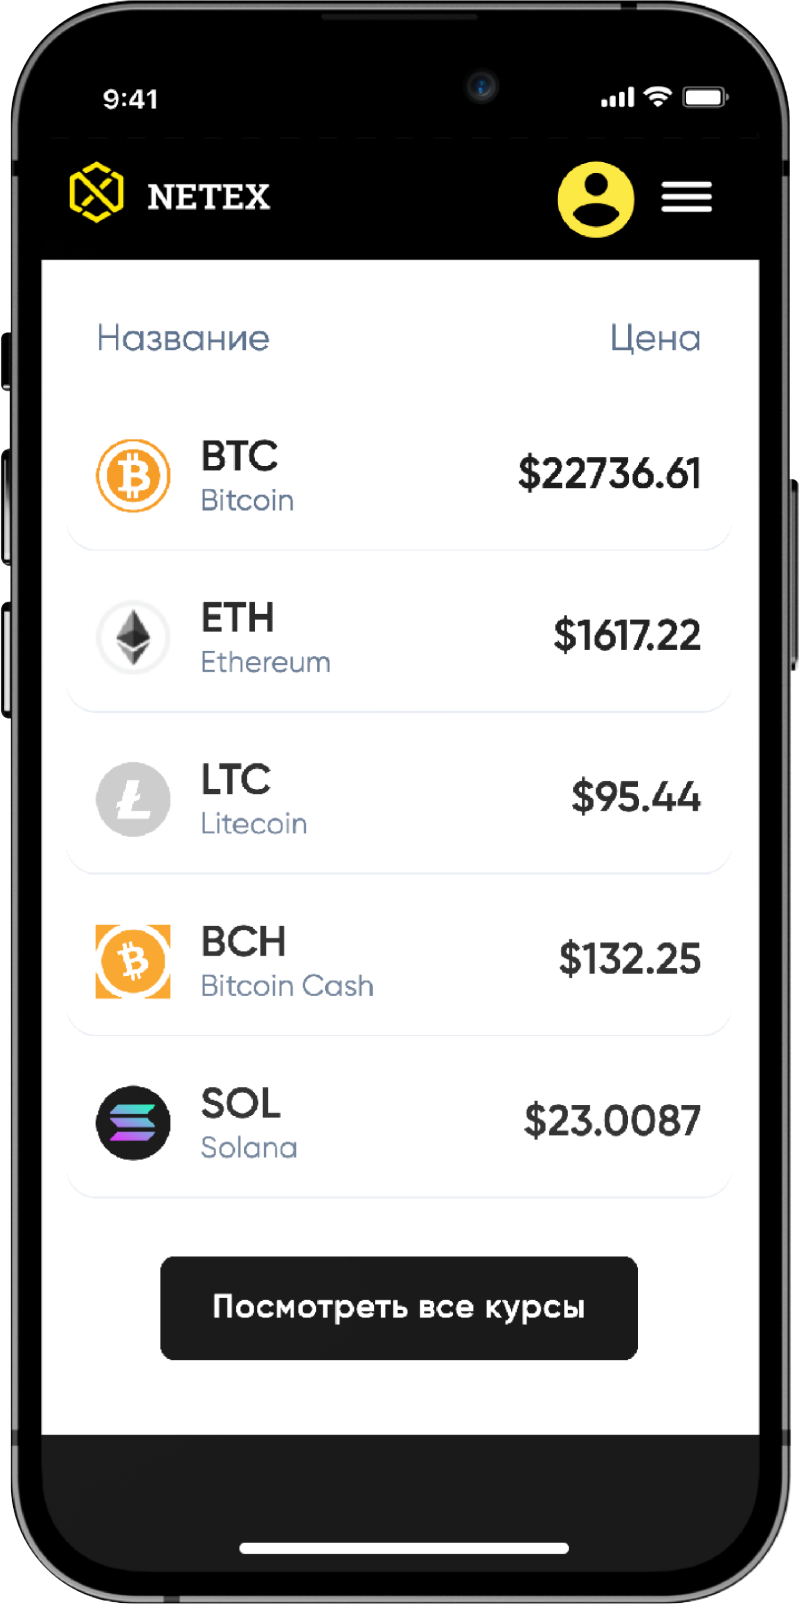 9:41
NETEX
Название Цена
BTC
Bitcoin
$22736.61
ETH
Ethereum
$1617.22
LTC
Litecoin
$95.44
BCH
Bitcoin Cash
$132.25
SOL
Solana
$23.0087
Посмотреть все курсы